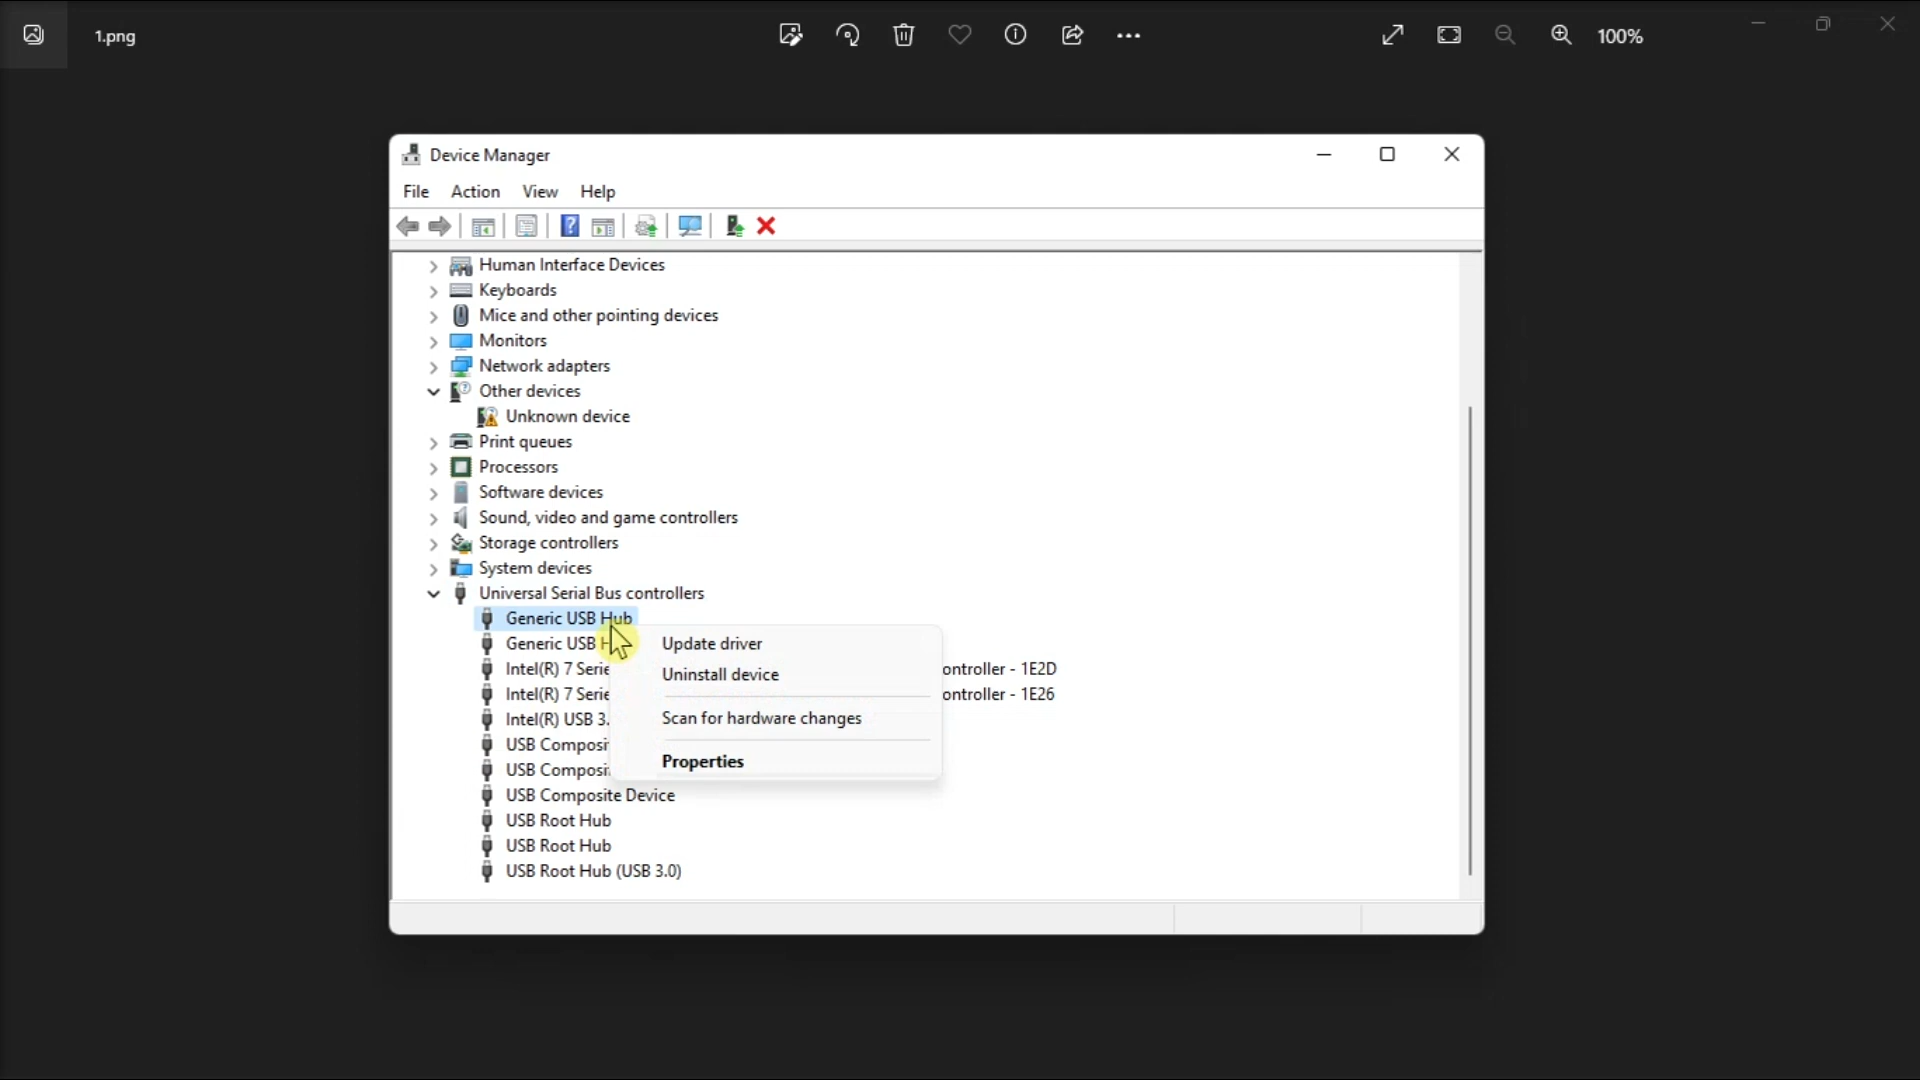 1.png
100%
Device Manager
File Action View Help
Human Interface Devices
Keyboards
Mice and other pointing devices
Monitors
Network adapters
Other devices
Unknown device
Print queues
Processors
Software devices
Sound, video and game controllers
Storage controllers
System devices
Universal Serial Bus controllers
Generic USB Hub
Generic USB
Update driver
Intel(R) 7 ontroller - 1E2D
Uninstall device
Intel(R) 7 ontroller - 1E26
Intel(R) USB 3.
Scan for hardware changes
USB
USB
Properties
USB Composite Device
USB Root Hub
USB Root Hub
USB Root Hub (USB 3.0)